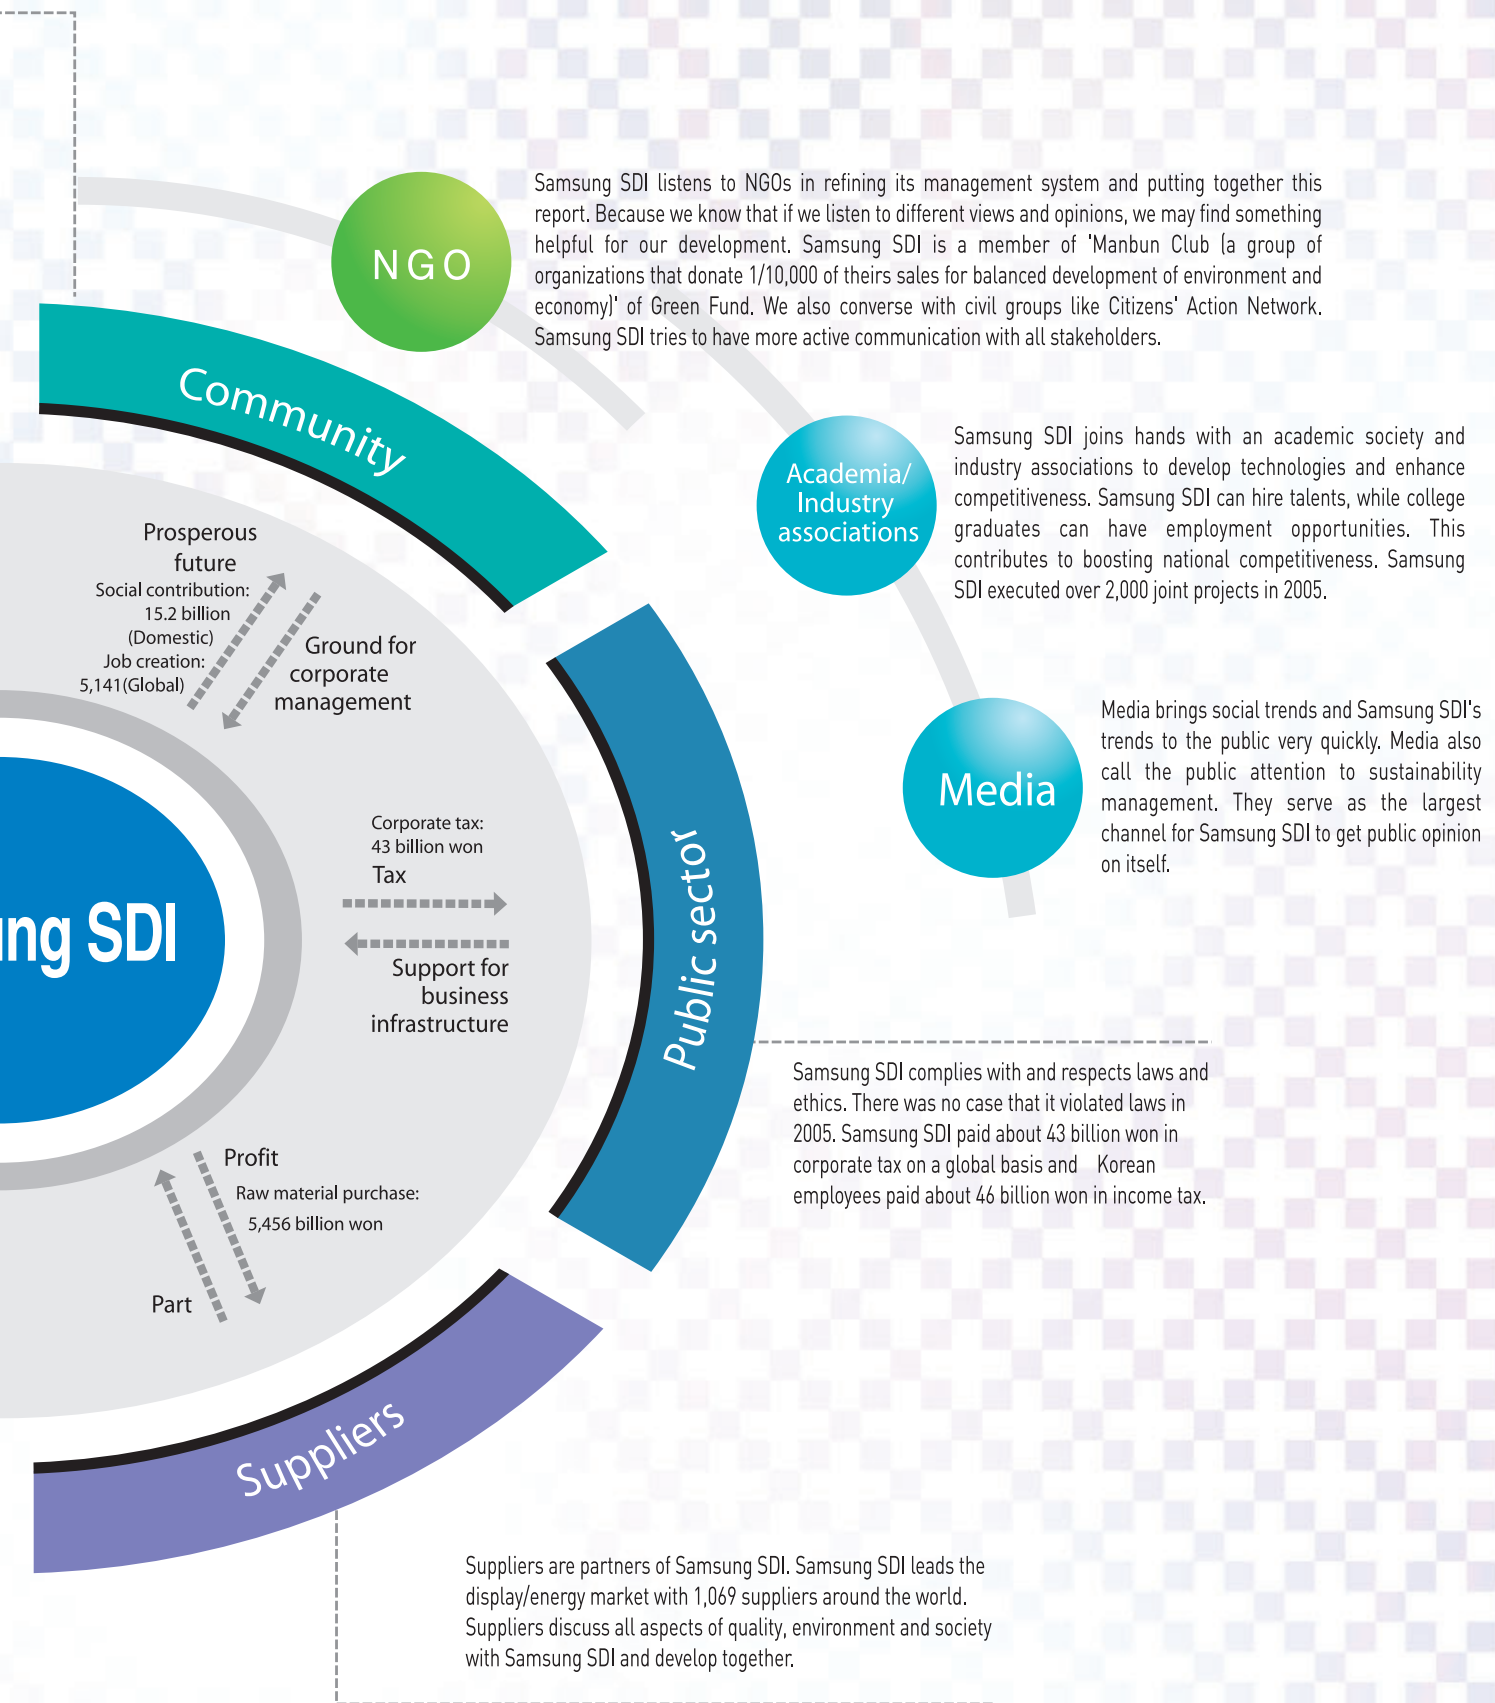 NGO
Samsung SDI listens to NGOs in refining its management system and putting together this
report. Because we know that if we listen to different views and opinions, we may find something
helpful for our development. Samsung SDI is a member of 'Manbun Club (a group of
organizations that donate 1/10,000 of theirs sales for balanced development of environment and
economy)' of Green Fund. We also converse with civil groups like Citizens' Action Network.
Samsung SDI tries to have more active communication with all stakeholders.
Community
Academia/
Industry
associations
Samsung SDI joins hands with an academic society and
industry associations to develop technologies and enhance
competitiveness. Samsung SDI can hire talents, while college
graduates can have employment opportunities. This
contributes to boosting national competitiveness. Samsung
SDI executed over 2,000 joint projects in 2005.
Prosperous
future
Social contribution:
15.2 billion
(Domestic)
Job creation:
5,141(Global)
Ground for
corporate
management
Media
Media brings social trends and Samsung SDI's
trends to the public very quickly. Media also
call the public attention to sustainability
management. They serve as the largest
channel for Samsung SDI to get public opinion
on itself.
Corporate tax:
43 billion won
Tax
Support for
business
infrastructure
ung SDI
Public sector
Samsung SDI complies with and respects laws and
ethics. There was no case that it violated laws in
2005. Samsung SDI paid about 43 billion won in
corporate tax on a global basis and Korean
employees paid about 46 billion won in income tax.
Profit
Raw material purchase:
5,456 billion won
Part
Suppliers
Suppliers are partners of Samsung SDI. Samsung SDI leads the
display/energy market with 1,069 suppliers around the world.
Suppliers discuss all aspects of quality, environment and society
with Samsung SDI and develop together.